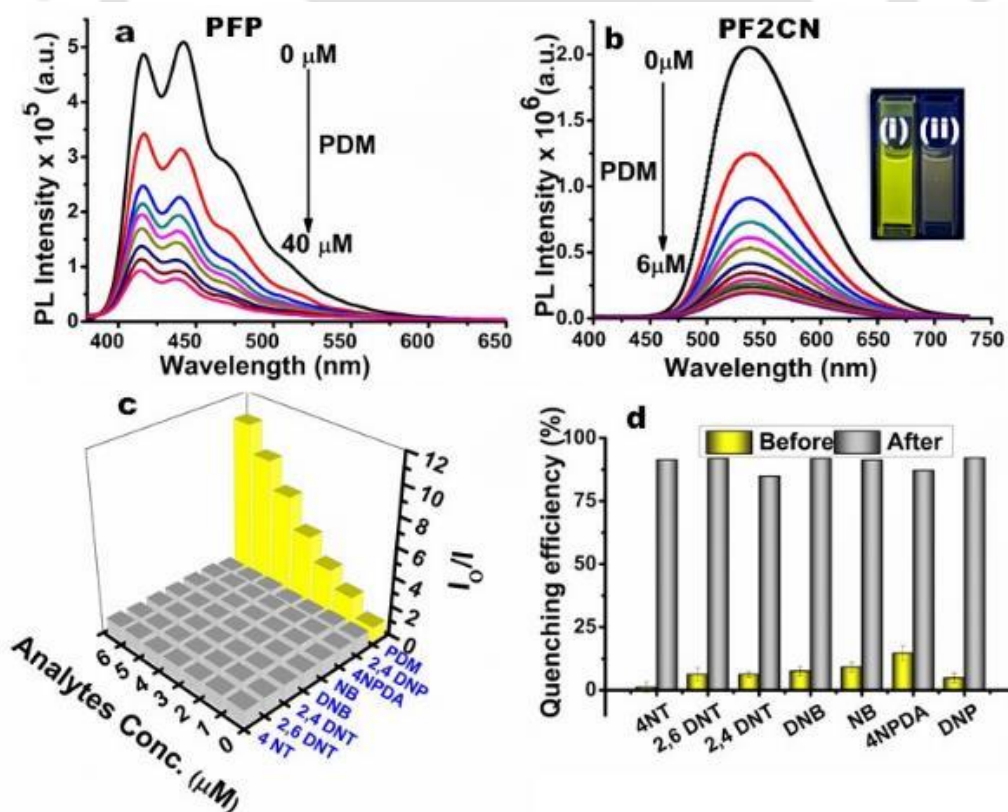 a PFP
PL Intensity x 10^5 (a.u.)
5
4
3
2
1
0
0 μM
PDM
40 μM
400 450 500 550 600 650
Wavelength (nm)
b PF2CN
PL Intensity x 10^6 (a.u.)
2.0
1.5
1.0
0.5
0.0
0μM
PDM
6μM
(i) (ii)
400 450 500 550 600 650 700 750
Wavelength (nm)
c
12
10
8
6
4
2
0
I₀/I
6 5 4 3 2 1 0
Analytes Conc. (μM)
PDM
2,4 DNP
4NPDA
NB
DNB
2,4 DNT
2,6 DNT
4 NT
d
Before After
Quenching efficiency (%)
100
75
50
25
0
4NT 2,6 DNT 2,4 DNT DNB NB 4NPDA DNP